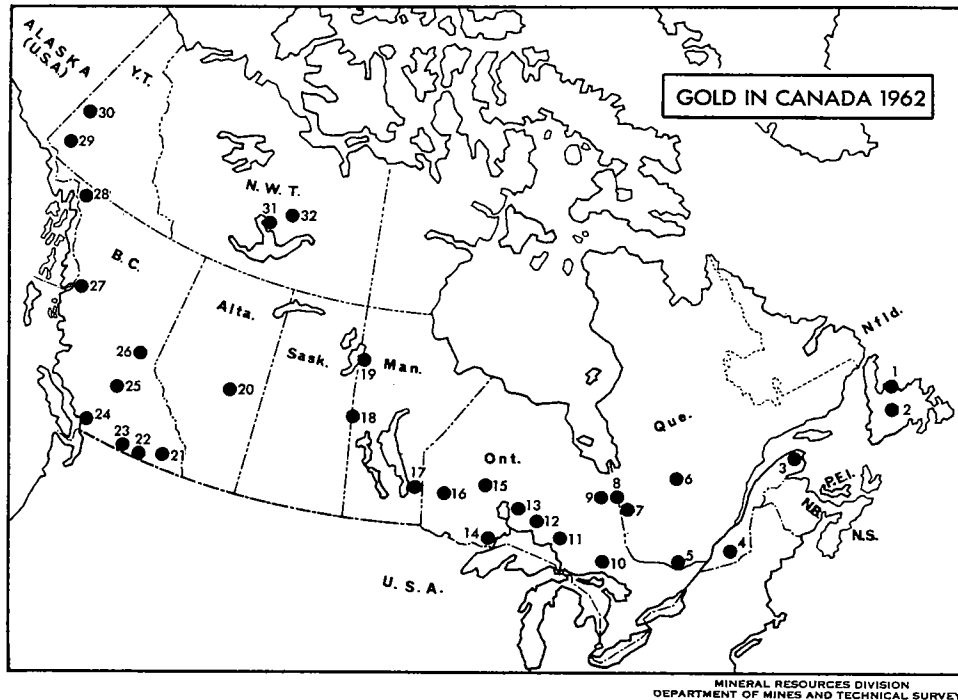 ALASKA
(U.S.A)
Y.T.
GOLD IN CANADA 1962
30
29
N. W. T.
28
31
32
B.C.
27
Alta.
Nfld.
Sask.
Man.
26
19
1
25
20
2
24
18
Que.
23
22
21
Ont.
3
P.E.I.
17
16
15
8
9
6
N.B.
13
7
12
N.S.
14
11
4
10
5
U. S. A.
MINERAL RESOURCES DIVISION
DEPARTMENT OF MINES AND TECHNICAL SURVEY